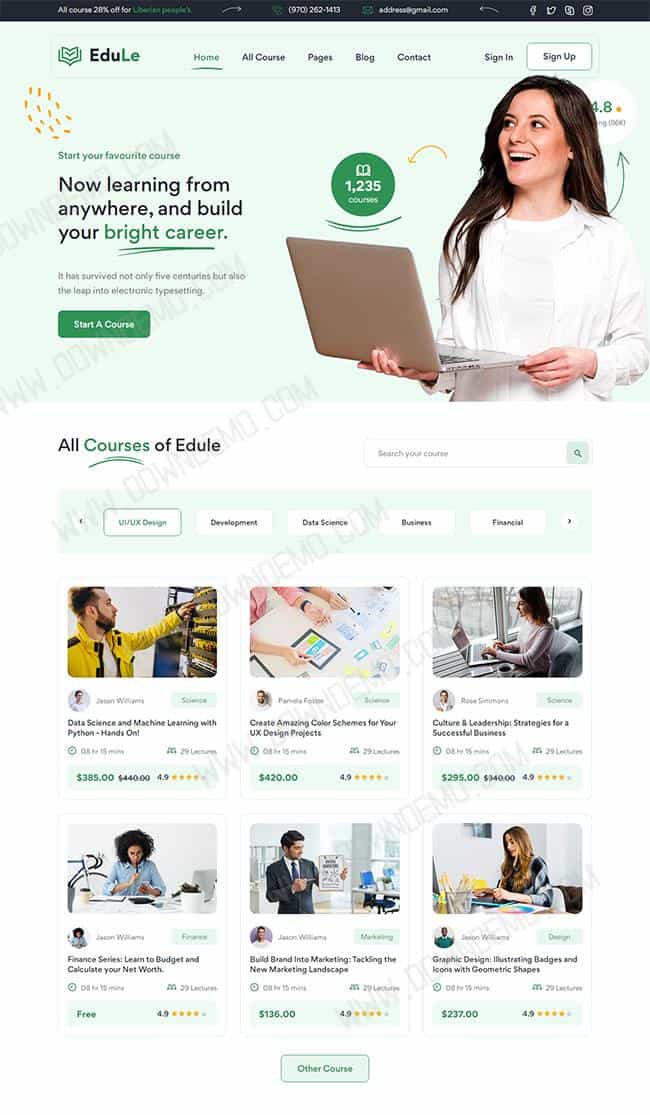 All course 28% off for Liberian people's.
(970) 262-1413
address@gmail.com
EduLe
Home
All Course
Pages
Blog
Contact
Sign In
Sign Up
4.8
(86K)
Start your favourite course
Now learning from
anywhere, and build
your bright career.
1,235
courses
It has survived not only five centuries but also
the leap into electronic typesetting.
Start A Course
All Courses of Edule
Search your course
UI/UX Design
Development
Data Science
Business
Financial
Jason Williams
Science
Pamela Foster
Science
Rose Simmons
Science
Data Science and Machine Learning with
Python - Hands On!
Create Amazing Color Schemes for Your
UX Design Projects
Culture & Leadership: Strategies for a
Successful Business
08 hr 15 mins
29 Lectures
08 hr 15 mins
29 Lectures
08 hr 15 mins
29 Lectures
$385.00 $440.00 4.9
$420.00 4.9
$295.00 $340.00 4.9
Jason Williams
Finance
Jason Williams
Marketing
Jason Williams
Design
Finance Series: Learn to Budget and
Calculate your Net Worth.
Build Brand Into Marketing: Tackling the
New Marketing Landscape
Graphic Design: Illustrating Badges and
Icons with Geometric Shapes
08 hr 15 mins
29 Lectures
08 hr 15 mins
29 Lectures
08 hr 15 mins
29 Lectures
Free 4.9
$136.00 4.9
$237.00 4.9
Other Course
WWW.DOWNDEMO.COM